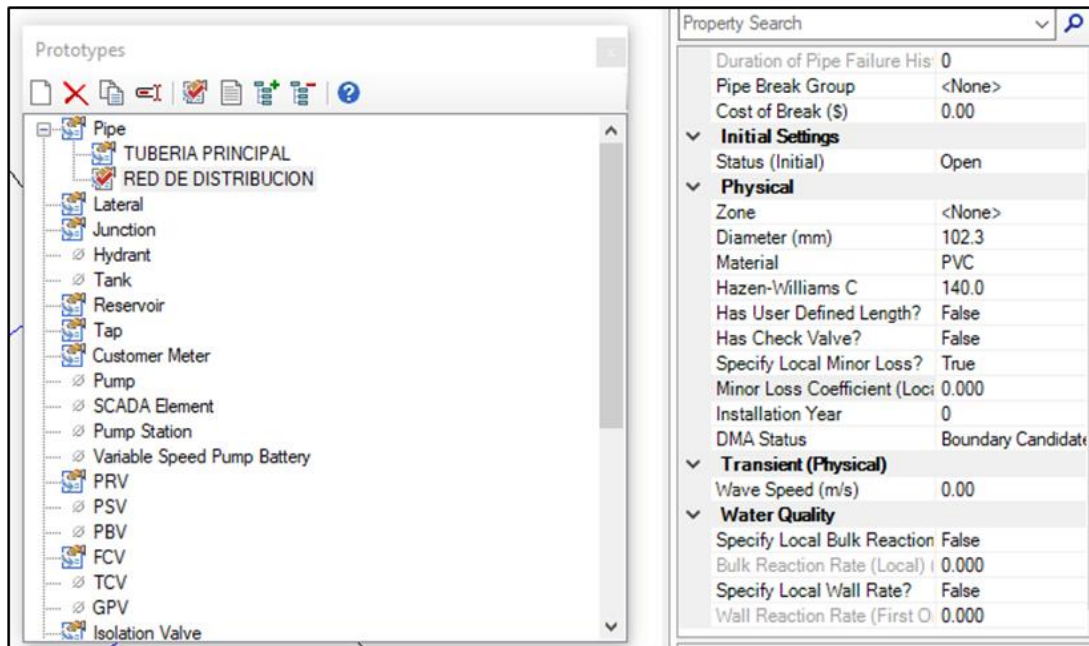 Prototypes
Pipe
TUBERIA PRINCIPAL
RED DE DISTRIBUCION
Lateral
Junction
Hydrant
Tank
Reservoir
Tap
Customer Meter
Pump
SCADA Element
Pump Station
Variable Speed Pump Battery
PRV
PSV
PBV
FCV
TCV
GPV
Isolation Valve
Property Search
Duration of Pipe Failure His 0
Pipe Break Group <None>
Cost of Break ($) 0.00
Initial Settings
Status (Initial) Open
Physical
Zone <None>
Diameter (mm) 102.3
Material PVC
Hazen-Williams C 140.0
Has User Defined Length? False
Has Check Valve? False
Specify Local Minor Loss? True
Minor Loss Coefficient (Loca 0.000
Installation Year 0
DMA Status Boundary Candidate
Transient (Physical)
Wave Speed (m/s) 0.00
Water Quality
Specify Local Bulk Reaction False
Bulk Reaction Rate (Local) ( 0.000
Specify Local Wall Rate? False
Wall Reaction Rate (First O 0.000